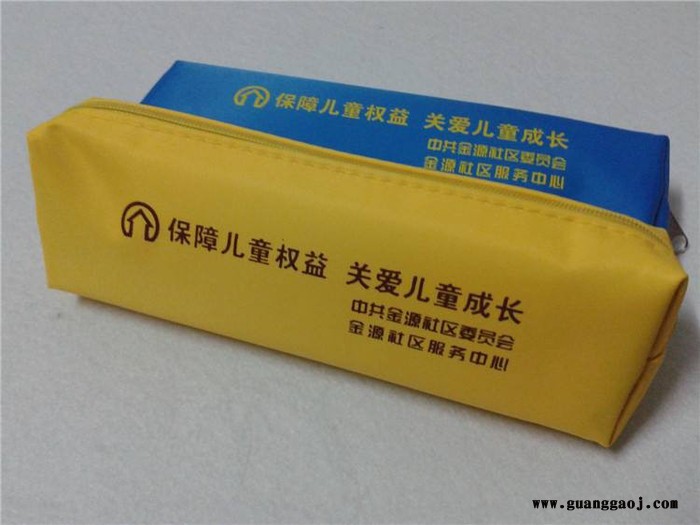 保障儿童权益 关爱儿童成长
中共金源社区委员会
金源社区服务中心
保障儿童权益 关爱儿童成长
中共金源社区委员会
金源社区服务中心
www.guanggaoj.com